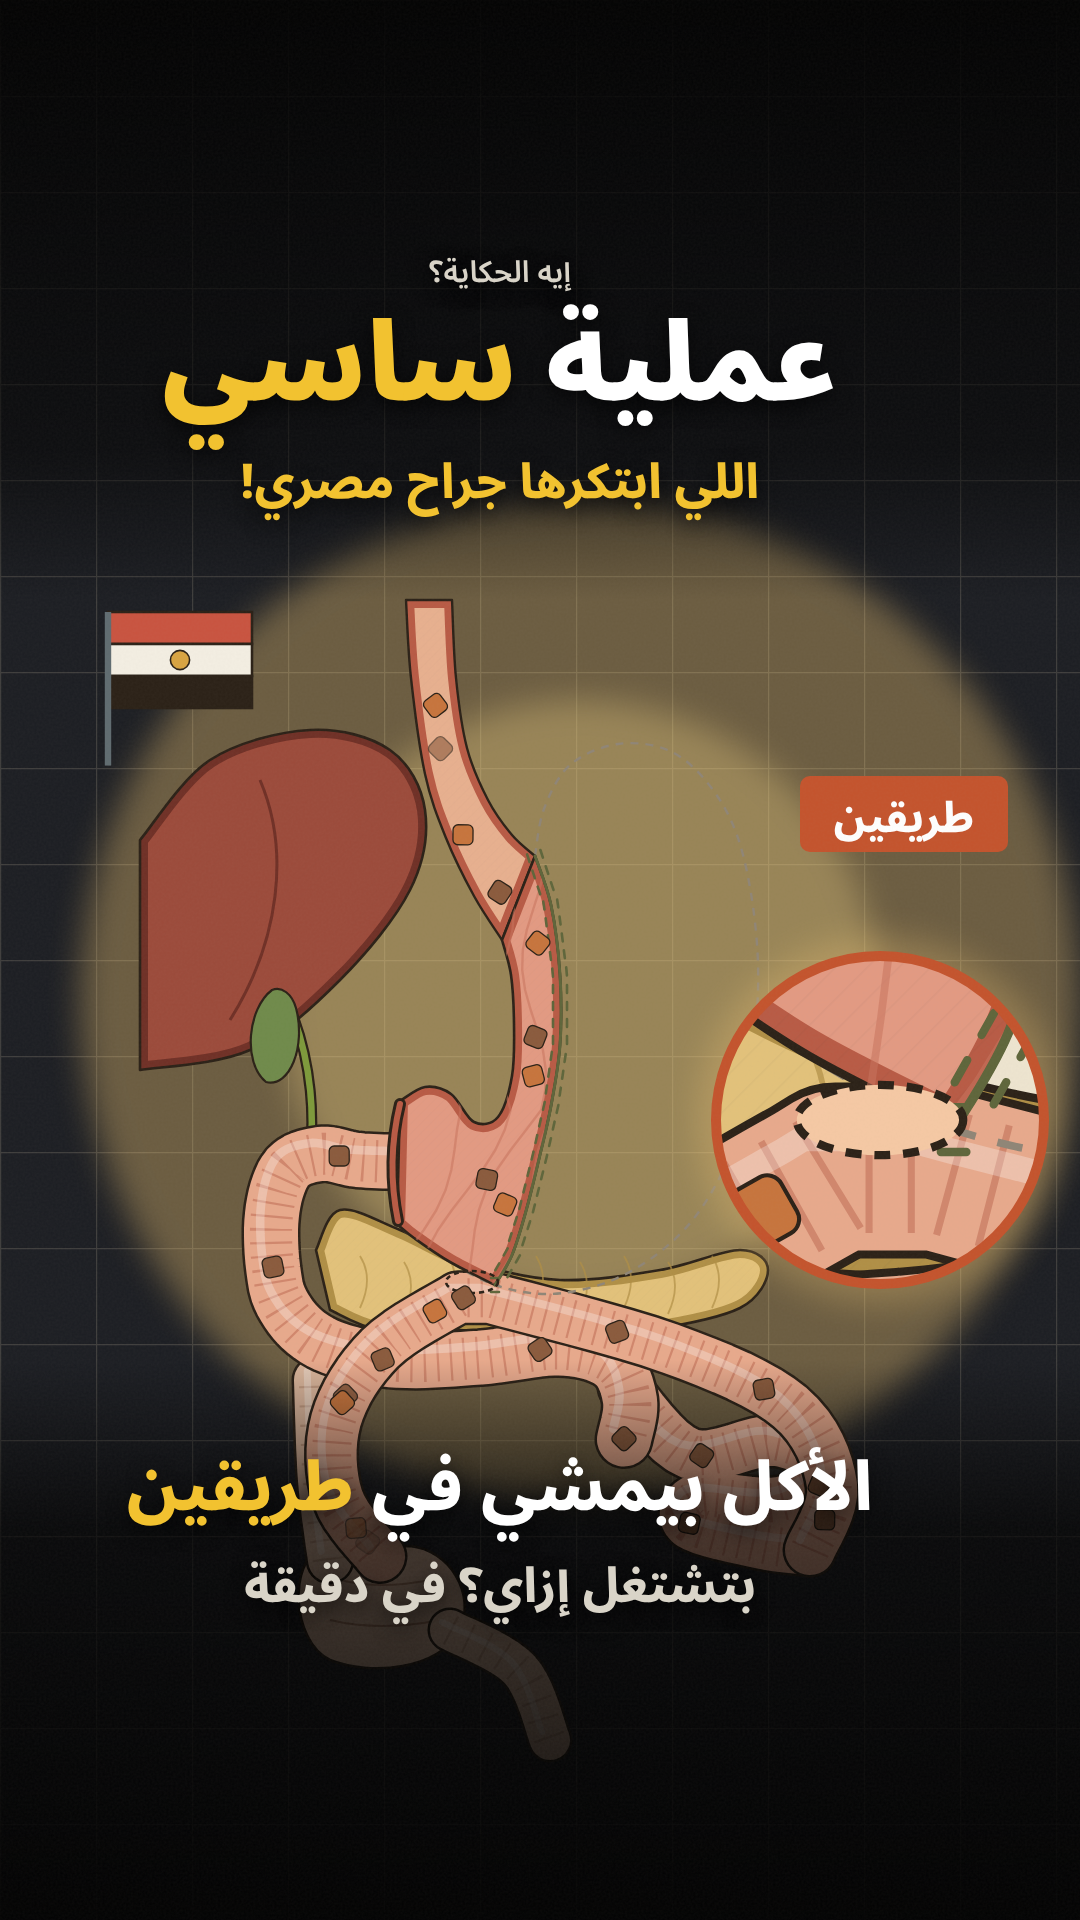 إيه الحكاية؟
عملية ساسي
اللي ابتكرها جراح مصري!
طريقين
الأكل بيمشي في طريقين
بتشتغل إزاي؟ في دقيقة